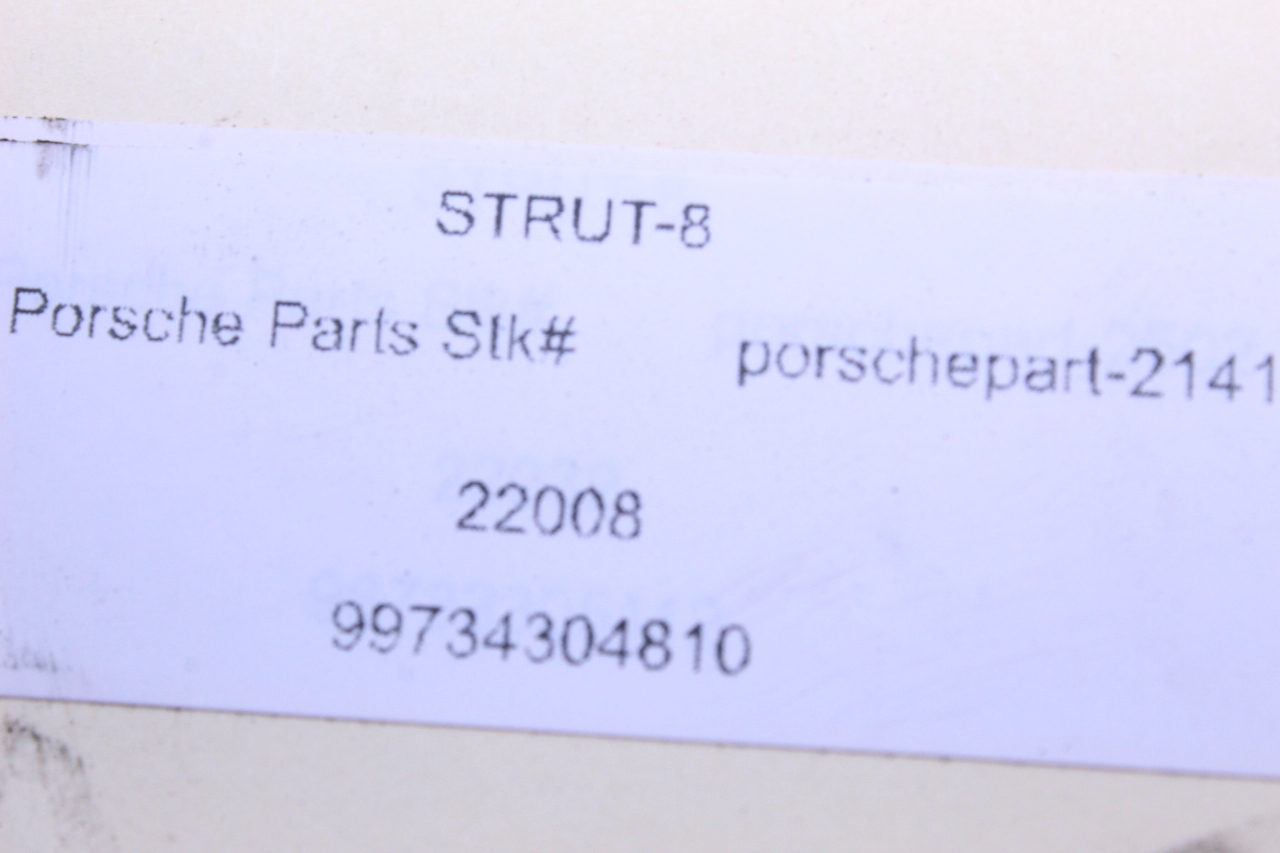 STRUT-8
Porsche Parts Stk# porschepart-2141
22008
99734304810